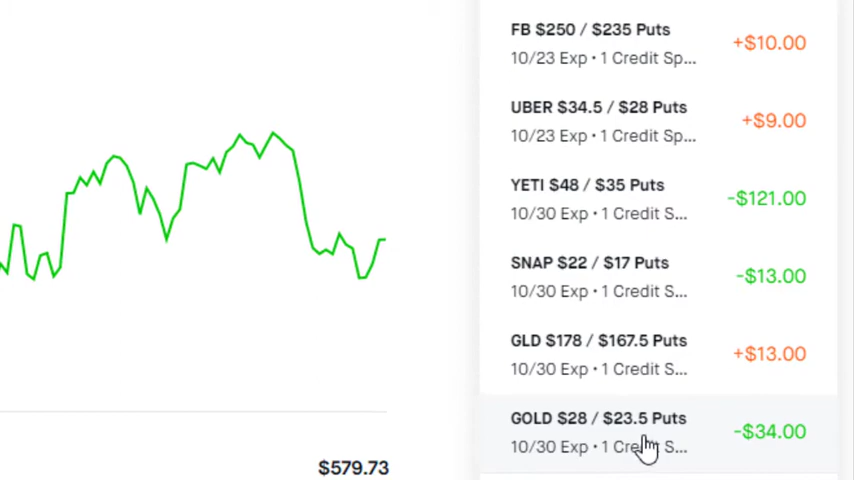 FB $250 / $235 Puts
+$10.00
10/23 Exp • 1 Credit Sp...
UBER $34.5 / $28 Puts
+$9.00
10/23 Exp • 1 Credit Sp...
YETI $48 / $35 Puts
-$121.00
10/30 Exp • 1 Credit S...
SNAP $22 / $17 Puts
-$13.00
10/30 Exp • 1 Credit S...
GLD $178 / $167.5 Puts
+$13.00
10/30 Exp • 1 Credit S...
GOLD $28 / $23.5 Puts
-$34.00
10/30 Exp • 1 Credit S...
$579.73